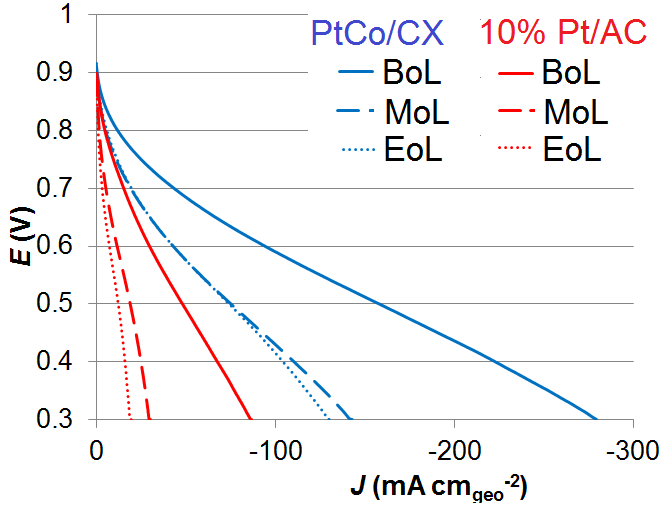 1
PtCo/CX 10% Pt/AC
BoL BoL
0.9
MoL MoL
0.8
EoL EoL
0.7
E (V)
0.6
0.5
0.4
0.3
0 -100 -200 -300
J (mA cmgeo-2)